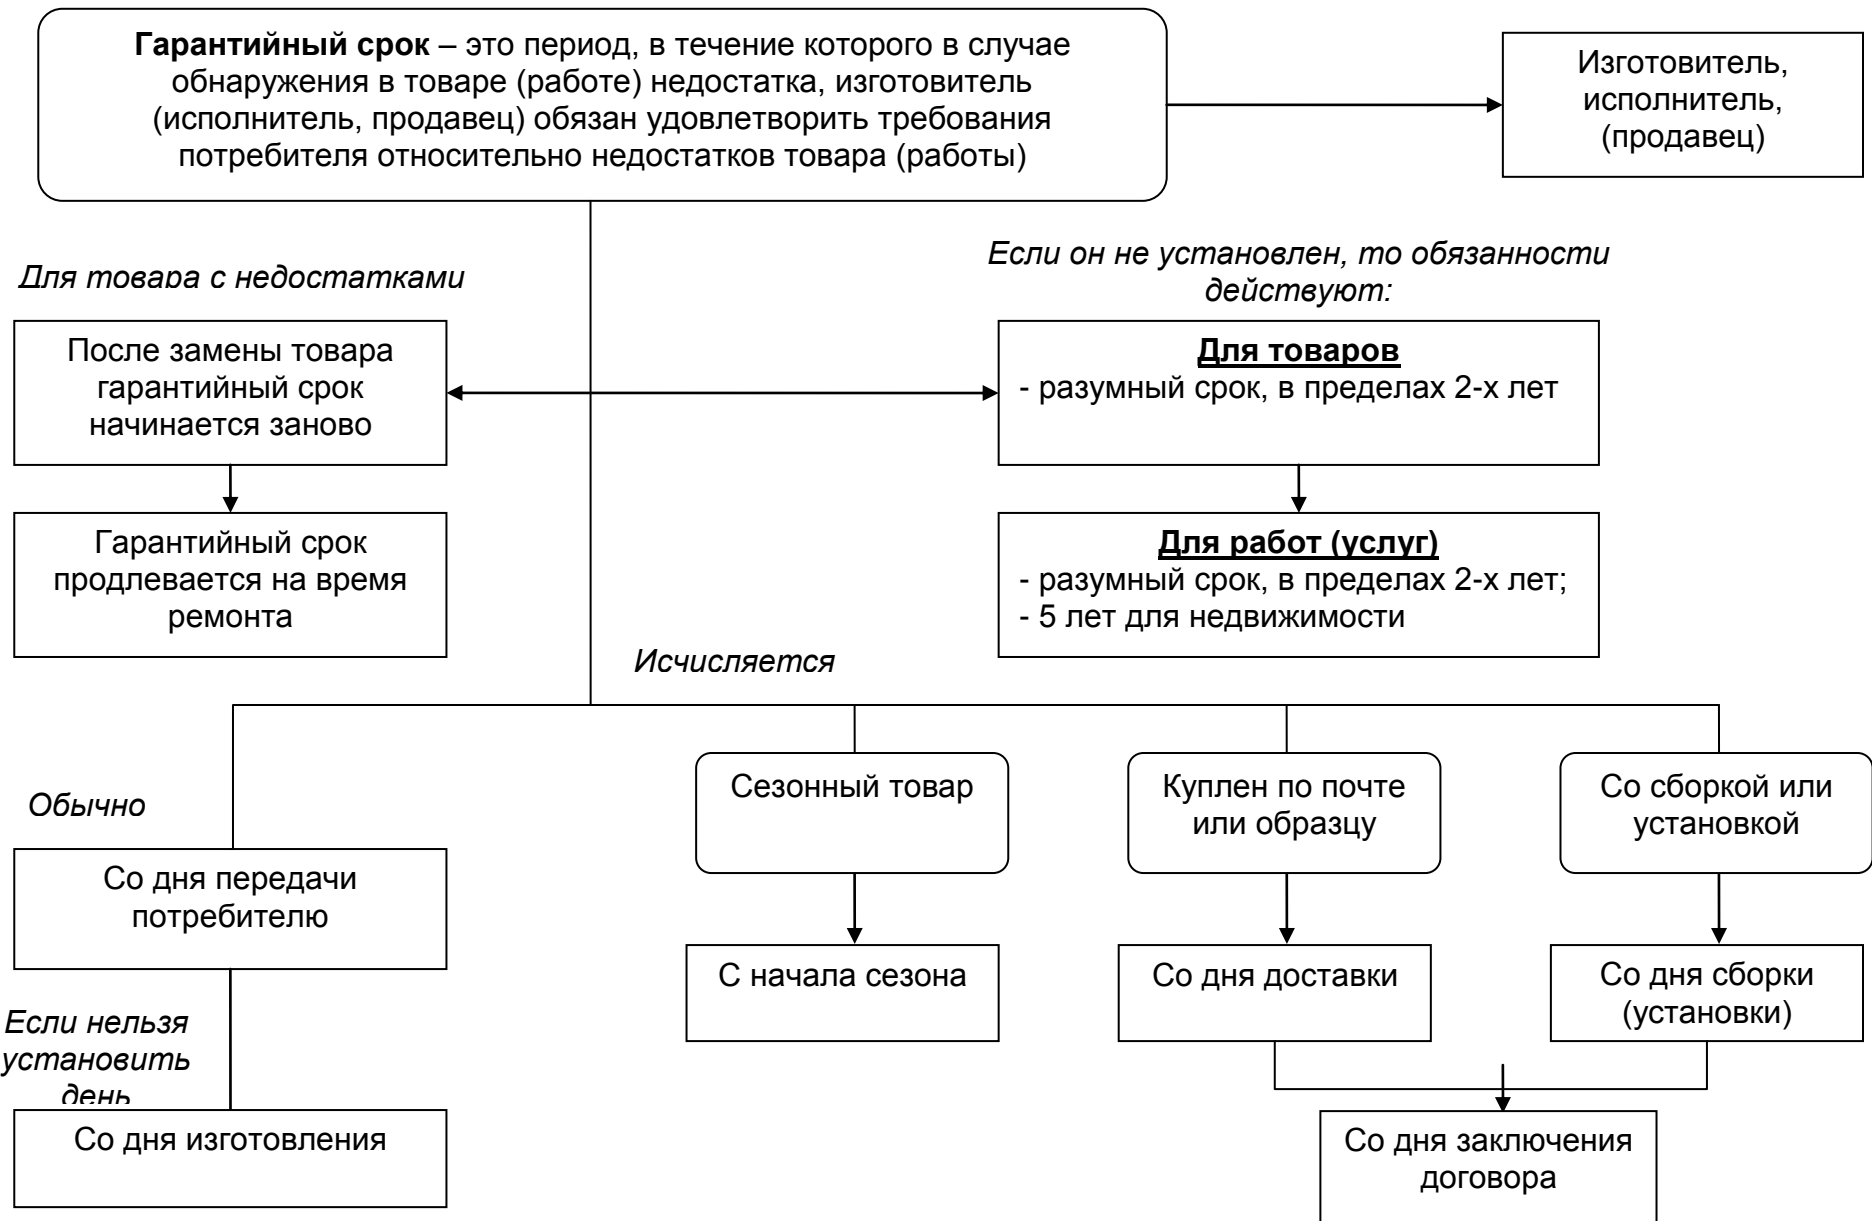 Гарантийный срок – это период, в течение которого в случае
обнаружения в товаре (работе) недостатка, изготовитель
(исполнитель, продавец) обязан удовлетворить требования
потребителя относительно недостатков товара (работы)
Изготовитель,
исполнитель,
(продавец)
Для товара с недостатками
Если он не установлен, то обязанности
действуют:
После замены товара
гарантийный срок
начинается заново
Для товаров
- разумный срок, в пределах 2-х лет
Гарантийный срок
продлевается на время
ремонта
Для работ (услуг)
- разумный срок, в пределах 2-х лет;
- 5 лет для недвижимости
Исчисляется
Обычно
Сезонный товар
Куплен по почте
или образцу
Со сборкой или
установкой
Со дня передачи
потребителю
С начала сезона
Со дня доставки
Со дня сборки
(установки)
Если нельзя
установить
день
Со дня изготовления
Со дня заключения
договора